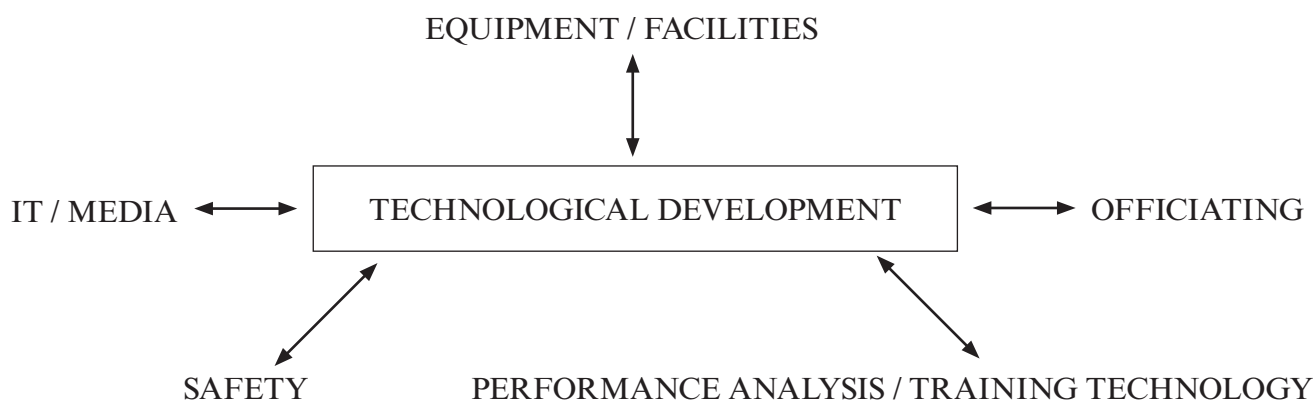 EQUIPMENT / FACILITIES
IT / MEDIA
TECHNOLOGICAL DEVELOPMENT
OFFICIATING
SAFETY
PERFORMANCE ANALYSIS / TRAINING TECHNOLOGY